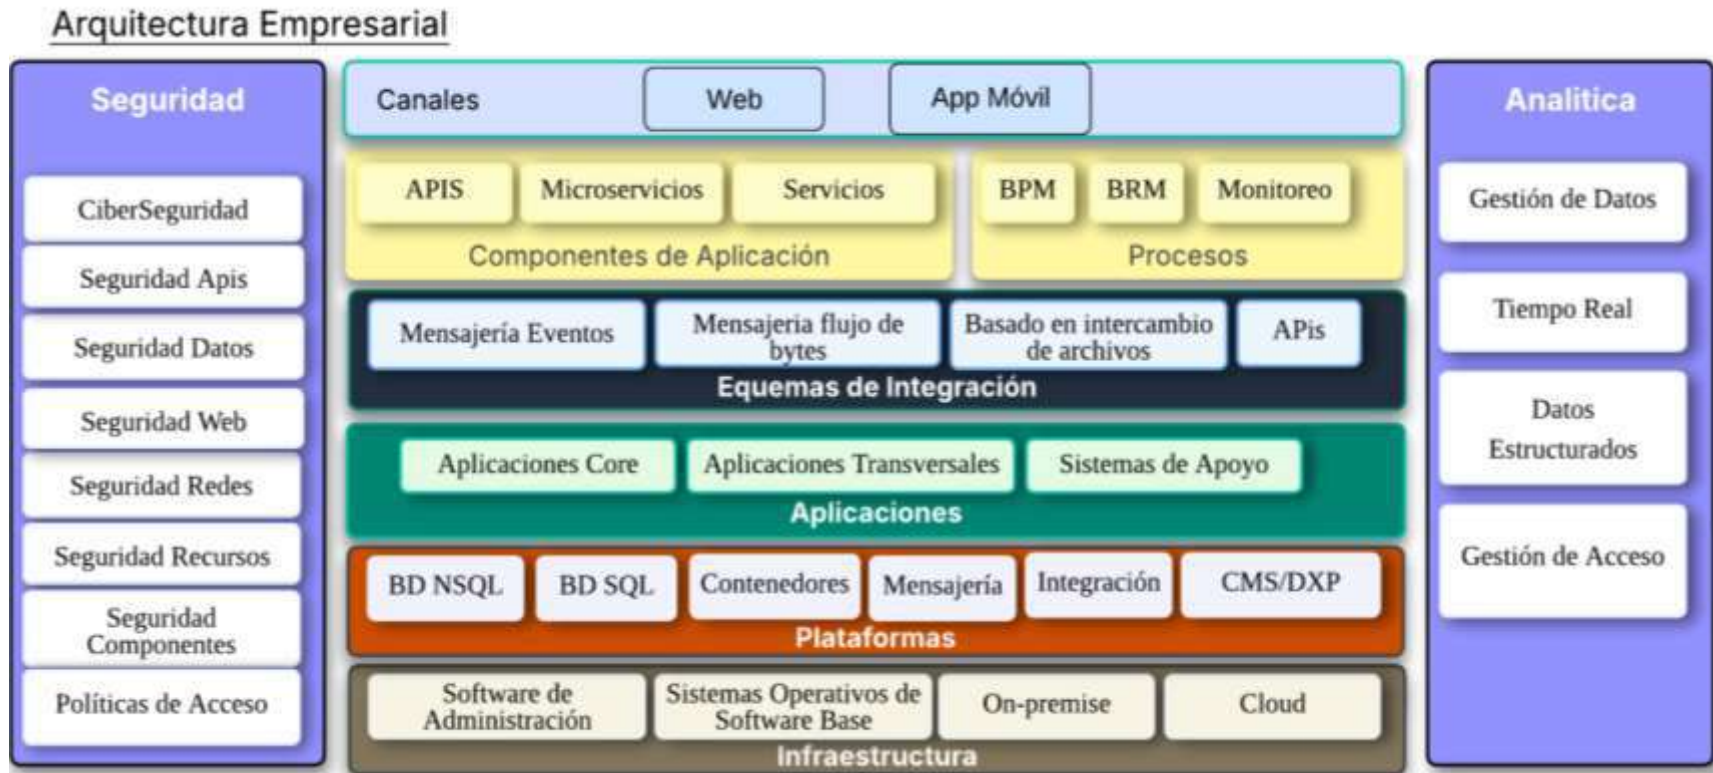 Arquitectura Empresarial
Seguridad
CiberSeguridad
Seguridad Apis
Seguridad Datos
Seguridad Web
Seguridad Redes
Seguridad Recursos
Seguridad
Componentes
Políticas de Acceso
Canales
Web
App Móvil
APIS
Microservicios
Servicios
Componentes de Aplicación
BPM
BRM
Monitoreo
Procesos
Mensajería Eventos
Mensajeria flujo de
bytes
Basado en intercambio
de archivos
APis
Equemas de Integración
Aplicaciones Core
Aplicaciones Transversales
Sistemas de Apoyo
Aplicaciones
BD NSQL
BD SQL
Contenedores
Mensajería
Integración
CMS/DXP
Plataformas
Software de
Administración
Sistemas Operativos de
Software Base
On-premise
Cloud
Infraestructura
Analitica
Gestión de Datos
Tiempo Real
Datos
Estructurados
Gestión de Acceso